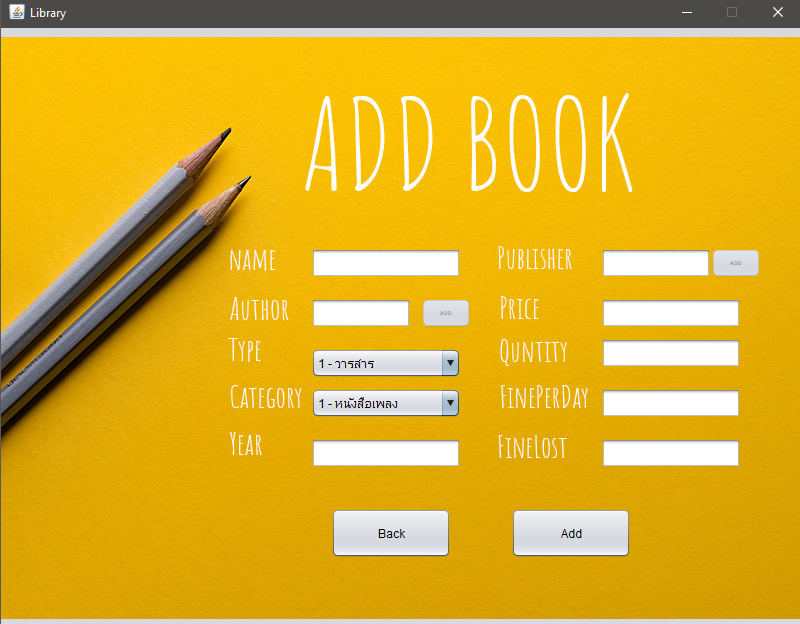 Library
ADD BOOK
NAME
PUBLISHER
ADD
AUTHOR
ADD
PRICE
TYPE
1 - วารสาร
QUNTITY
CATEGORY
1 - หนังสือเพลง
FINEPERDAY
YEAR
FINELOST
Back
Add